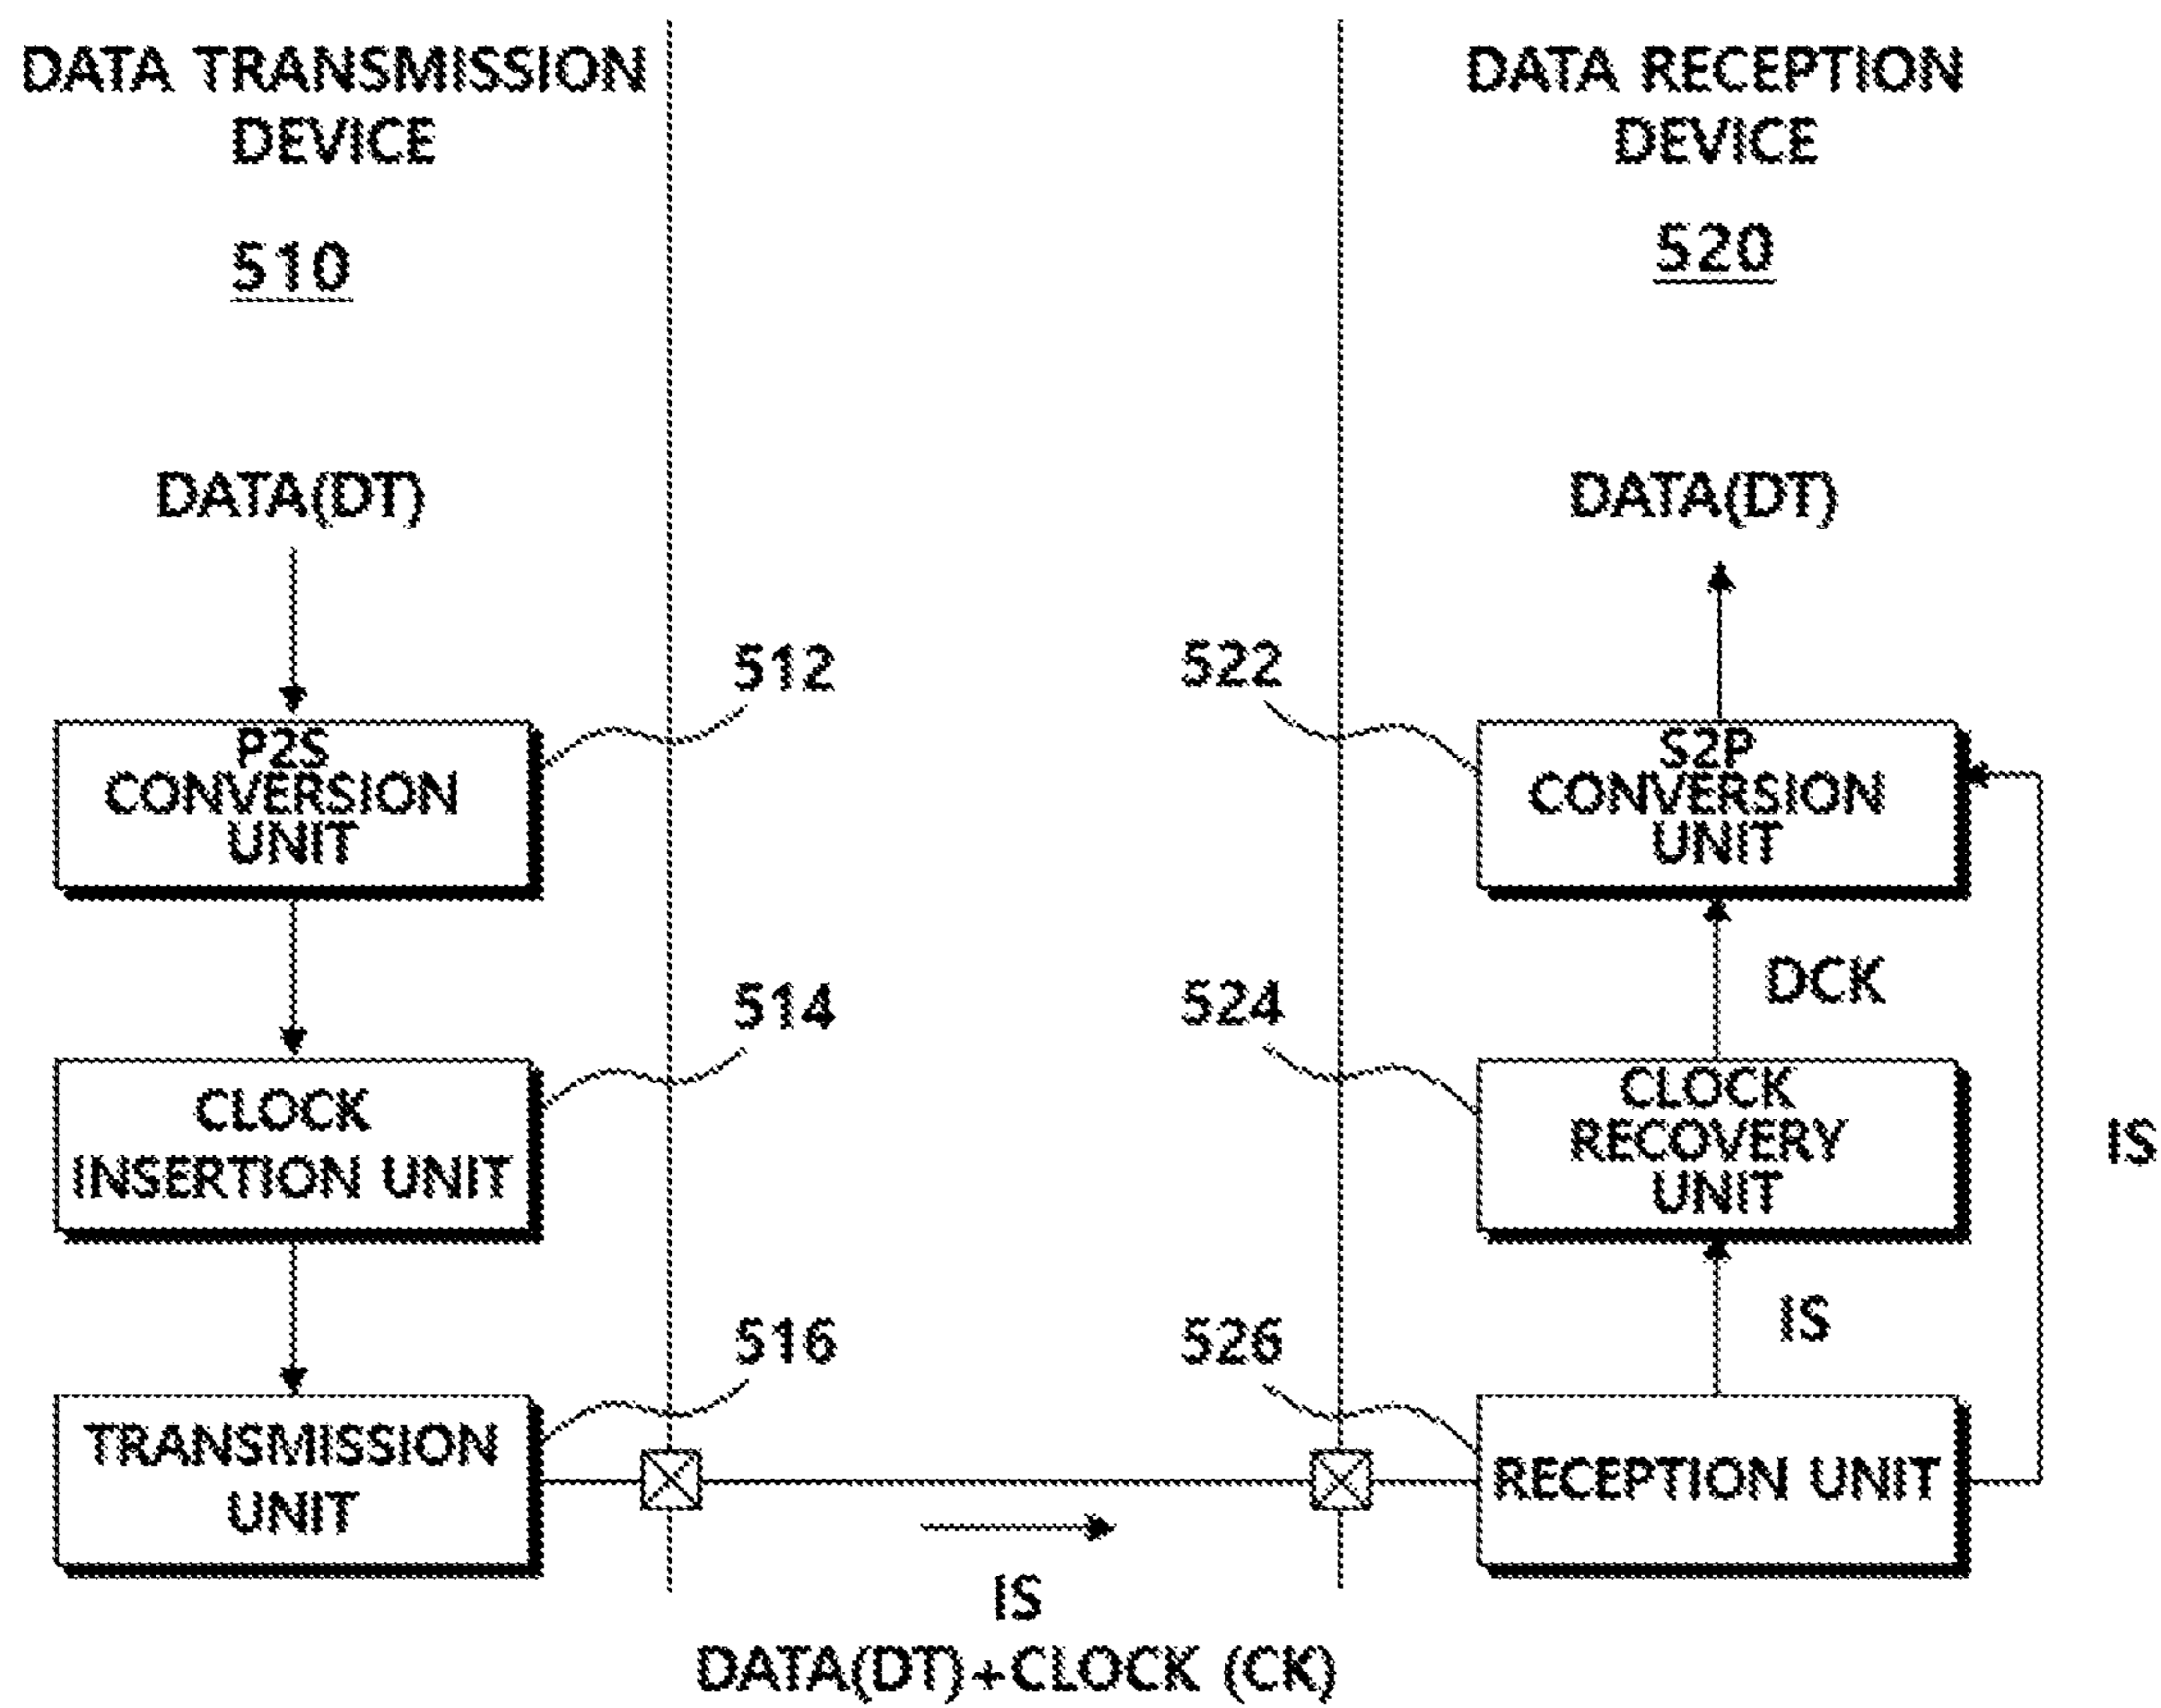 DATA TRANSMISSION
DEVICE
510
DATA RECEPTION
DEVICE
520
DATA(DT)
DATA(DT)
512
522
P2S
CONVERSION
UNIT
S2P
CONVERSION
UNIT
DCK
514
524
CLOCK
INSERTION UNIT
CLOCK
RECOVERY
UNIT
IS
IS
516
526
TRANSMISSION
UNIT
RECEPTION UNIT
IS
DATA(DT)+CLOCK (CK)